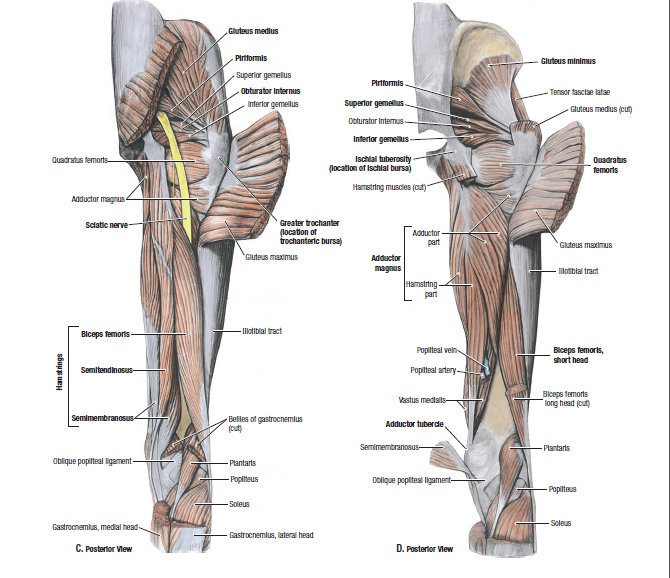 Gluteus medius
Piriformis
Superior gemellus
Obturator internus
Inferior gemellus
Quadratus femoris
Adductor magnus
Sciatic nerve
Greater trochanter
(location of
trochanteric bursa)
Gluteus maximus
Iliotibial tract
Hamstrings
Biceps femoris
Semitendinosus
Semimembranosus
Bellies of gastrocnemius
(cut)
Oblique popliteal ligament
Plantaris
Popliteus
Soleus
Gastrocnemius, medial head
Gastrocnemius, lateral head
C. Posterior View
Gluteus minimus
Piriformis
Tensor fasciae latae
Superior gemellus
Gluteus medius (cut)
Obturator internus
Inferior gemellus
Ischial tuberosity
(location of ischial bursa)
Quadratus
femoris
Hamstring muscles (cut)
Adductor
part
Adductor
magnus
Gluteus maximus
Iliotibial tract
Hamstring
part
Popliteal vein
Biceps femoris,
short head
Popliteal artery
Vastus medialis
Biceps femoris
long head (cut)
Adductor tubercle
Semimembranosus
Plantaris
Oblique popliteal ligament
Popliteus
Soleus
D. Posterior View